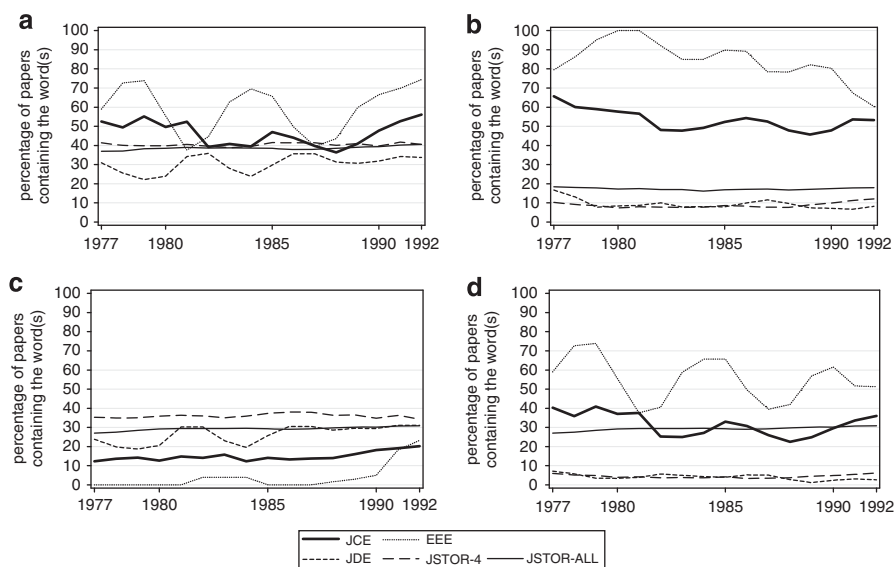 a
percentage of papers
containing the word(s)
100
90
80
70
60
50
40
30
20
10
0
1977 1980 1985 1990 1992
b
percentage of papers
containing the word(s)
100
90
80
70
60
50
40
30
20
10
0
1977 1980 1985 1990 1992
c
percentage of papers
containing the word(s)
100
90
80
70
60
50
40
30
20
10
0
1977 1980 1985 1990 1992
d
percentage of papers
containing the word(s)
100
90
80
70
60
50
40
30
20
10
0
1977 1980 1985 1990 1992
JCE EEE
JDE JSTOR-4 JSTOR-ALL